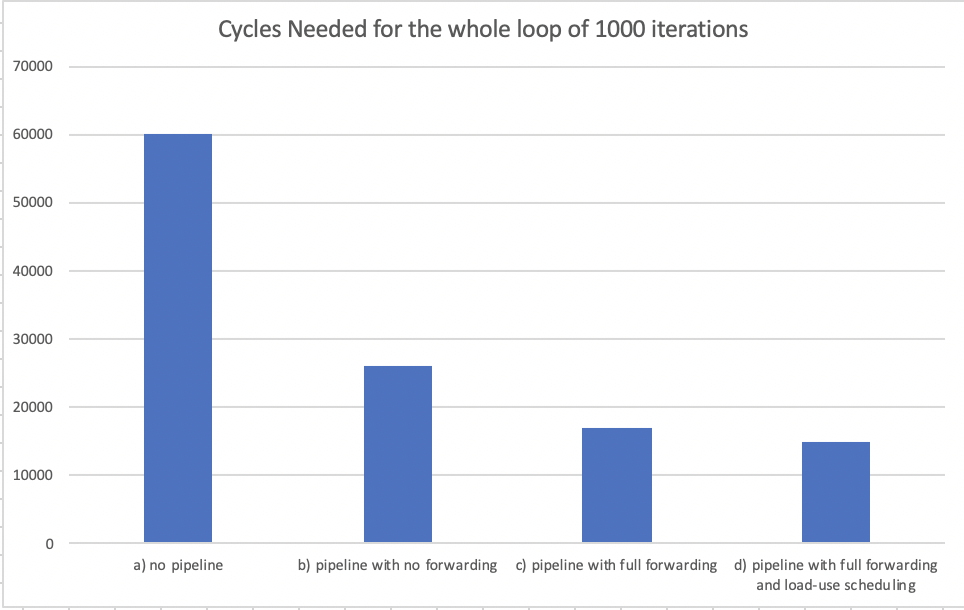 Cycles Needed for the whole loop of 1000 iterations
70000
60000
50000
40000
30000
20000
10000
0
a) no pipeline
b) pipeline with no forwarding
c) pipeline with full forwarding
d) pipeline with full forwarding
and load-use scheduling